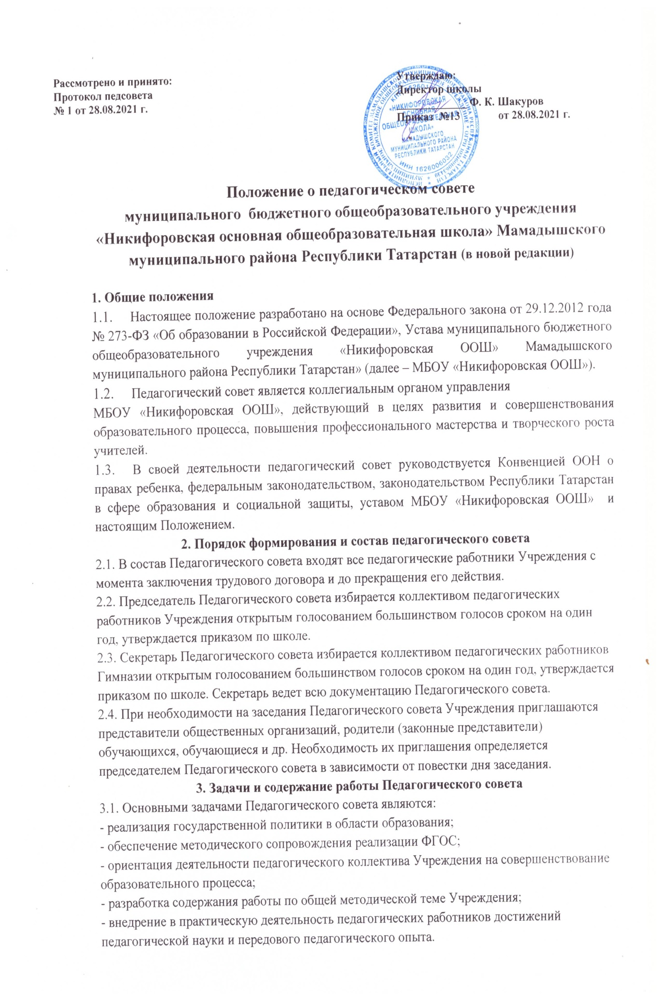 Рассмотрено и принято:
Протокол педсовета
№ 1 от 28.08.2021 г.
Утверждаю:
Директор школы
____________ Ф. К. Шакуров
Приказ №13 от 28.08.2021 г.
«НИКИФОРОВСКАЯ
ОСНОВНАЯ
ОБЩЕОБРАЗОВАТЕЛЬНАЯ
ШКОЛА»
МАМАДЫШСКОГО
МУНИЦИПАЛЬНОГО РАЙОНА
РЕСПУБЛИКИ ТАТАРСТАН
ИНН 1626006032
Положение о педагогическом совете
муниципального бюджетного общеобразовательного учреждения
«Никифоровская основная общеобразовательная школа» Мамадышского
муниципального района Республики Татарстан (в новой редакции)
1. Общие положения
1.1. Настоящее положение разработано на основе Федерального закона от 29.12.2012 года
№ 273-ФЗ «Об образовании в Российской Федерации», Устава муниципального бюджетного
общеобразовательного учреждения «Никифоровская ООШ» Мамадышского
муниципального района Республики Татарстан» (далее – МБОУ «Никифоровская ООШ»).
1.2. Педагогический совет является коллегиальным органом управления
МБОУ «Никифоровская ООШ», действующий в целях развития и совершенствования
образовательного процесса, повышения профессионального мастерства и творческого роста
учителей.
1.3. В своей деятельности педагогический совет руководствуется Конвенцией ООН о
правах ребенка, федеральным законодательством, законодательством Республики Татарстан
в сфере образования и социальной защиты, уставом МБОУ «Никифоровская ООШ» и
настоящим Положением.
2. Порядок формирования и состав педагогического совета
2.1. В состав Педагогического совета входят все педагогические работники Учреждения с
момента заключения трудового договора и до прекращения его действия.
2.2. Председатель Педагогического совета избирается коллективом педагогических
работников Учреждения открытым голосованием большинством голосов сроком на один
год, утверждается приказом по школе.
2.3. Секретарь Педагогического совета избирается коллективом педагогических работников
Гимназии открытым голосованием большинством голосов сроком на один год, утверждается
приказом по школе. Секретарь ведет всю документацию Педагогического совета.
2.4. При необходимости на заседания Педагогического совета Учреждения приглашаются
представители общественных организаций, родители (законные представители)
обучающихся, обучающиеся и др. Необходимость их приглашения определяется
председателем Педагогического совета в зависимости от повестки дня заседания.
3. Задачи и содержание работы Педагогического совета
3.1. Основными задачами Педагогического совета являются:
- реализация государственной политики в области образования;
- обеспечение методического сопровождения реализации ФГОС;
- ориентация деятельности педагогического коллектива Учреждения на совершенствование
образовательного процесса;
- разработка содержания работы по общей методической теме Учреждения;
- внедрение в практическую деятельность педагогических работников достижений
педагогической науки и передового педагогического опыта.